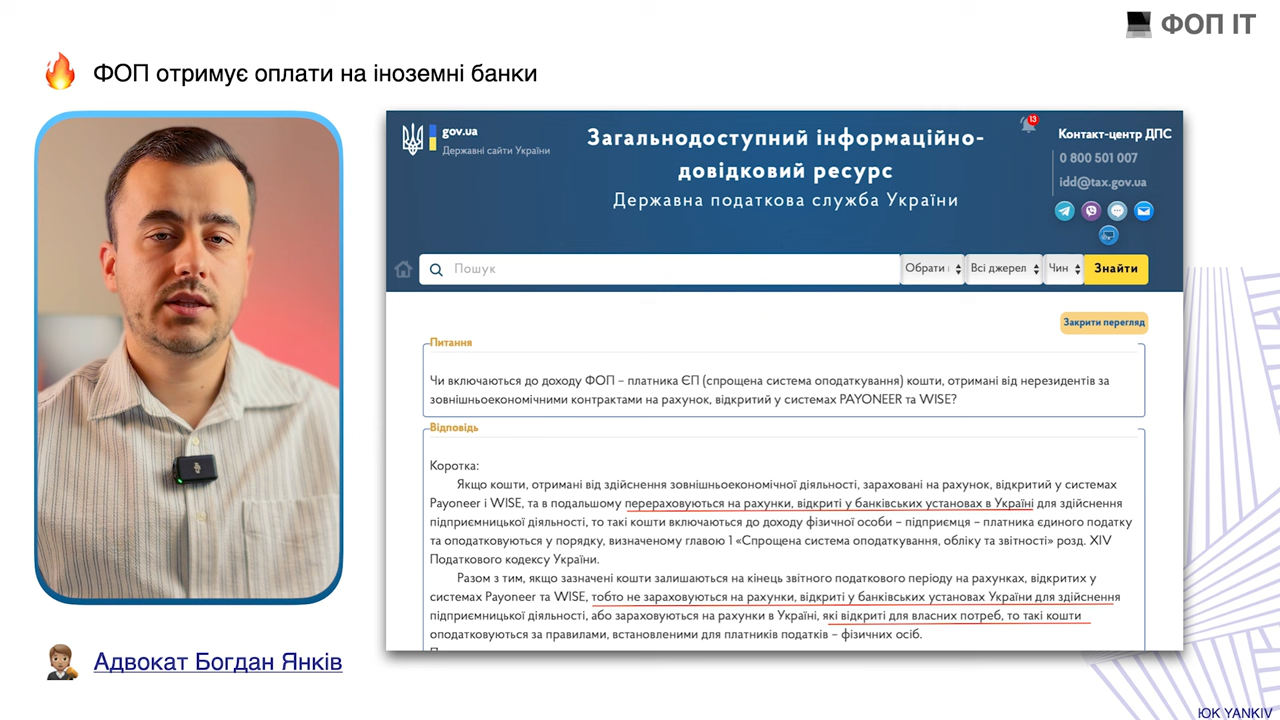 ФОП ІТ
ФОП отримує оплати на іноземні банки
gov.ua
Державні сайти України
Загальнодоступний інформаційно-
довідковий ресурс
Державна податкова служба України
13
Контакт-центр ДПС
0 800 501 007
idd@tax.gov.ua
Пошук
Обрати
Всі джерел
Чин
Знайти
Закрити перегляд
Питання
Чи включаються до доходу ФОП – платника ЄП (спрощена система оподаткування) кошти, отримані від нерезидентів за
зовнішньоекономічними контрактами на рахунок, відкритий у системах PAYONEER та WISE?
Відповідь
Коротка:
Якщо кошти, отримані від здійснення зовнішньоекономічної діяльності, зараховані на рахунок, відкритий у системах
Payoneer і WISE, та в подальшому перераховуються на рахунки, відкриті у банківських установах в Україні для здійснення
підприємницької діяльності, то такі кошти включаються до доходу фізичної особи – підприємця – платника єдиного податку
та оподатковуються у порядку, визначеному главою 1 «Спрощена система оподаткування, обліку та звітності» розд. XIV
Податкового кодексу України.
Разом з тим, якщо зазначені кошти залишаються на кінець звітного податкового періоду на рахунках, відкритих у
системах Payoneer та WISE, тобто не зараховуються на рахунки, відкриті у банківських установах України для здійснення
підприємницької діяльності, або зараховуються на рахунки в Україні, які відкриті для власних потреб, то такі кошти
оподатковуються за правилами, встановленими для платників податків – фізичних осіб.
Адвокат Богдан Янків
ЮК YANKIV